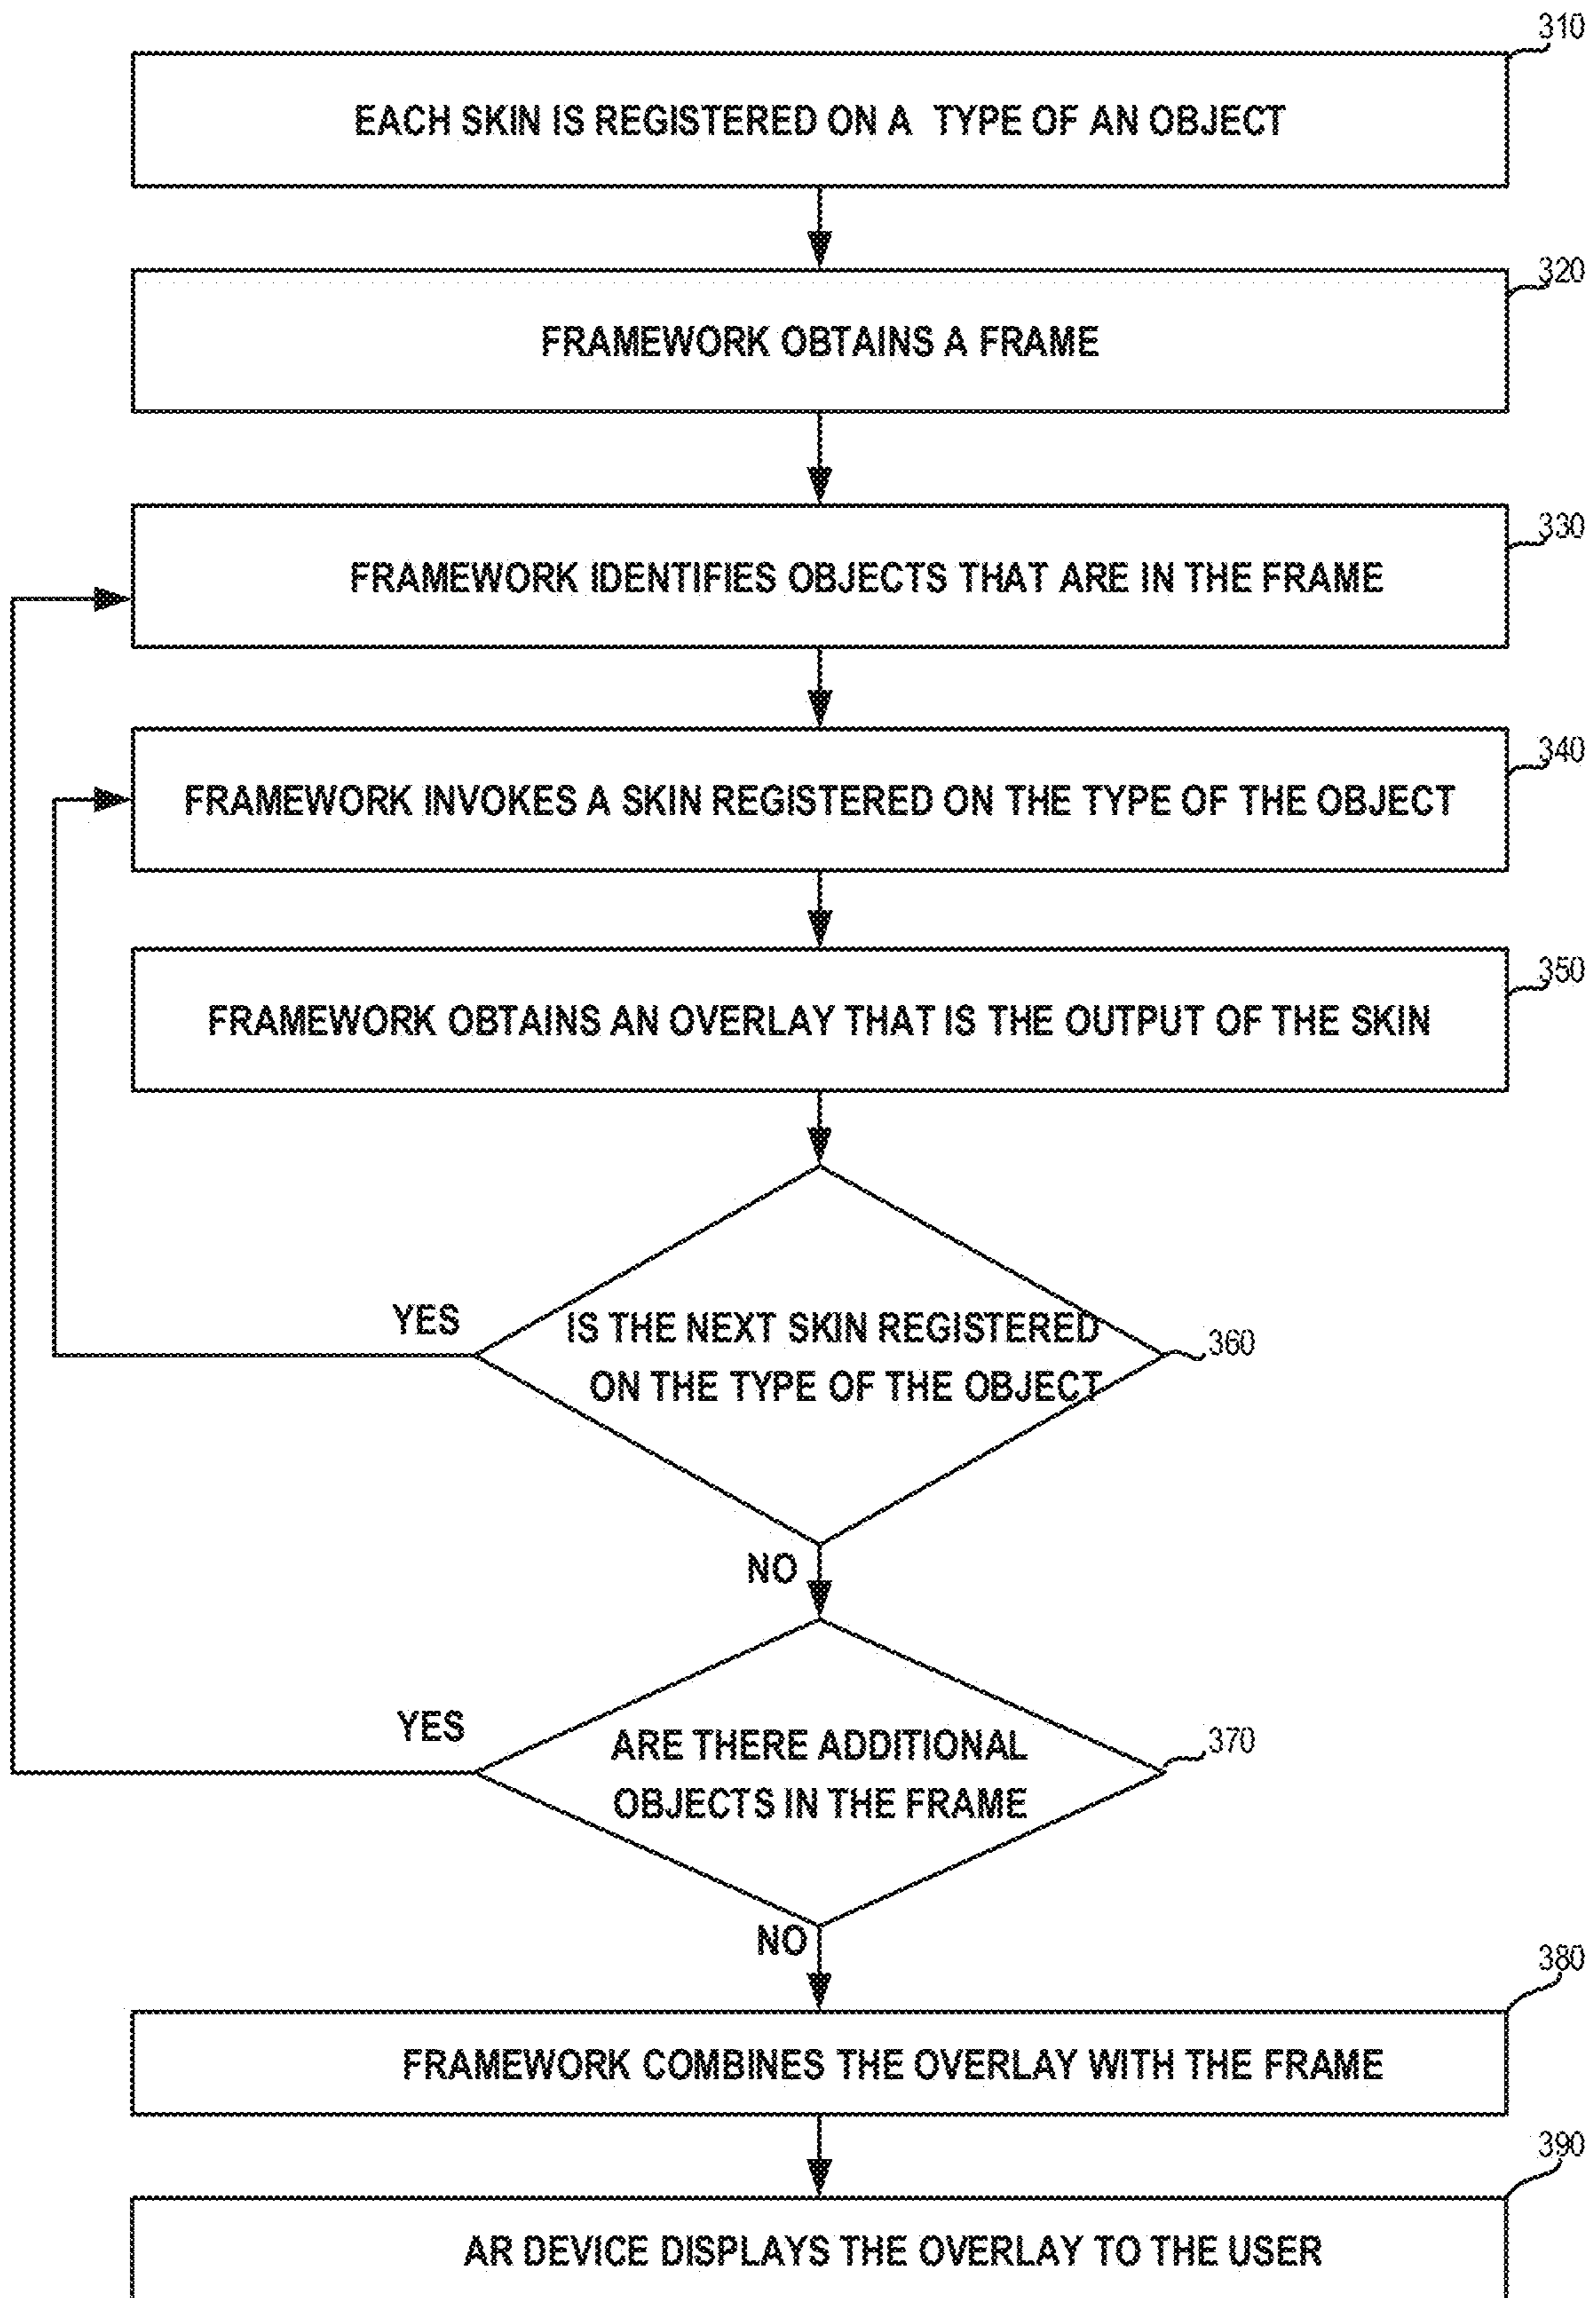 310
EACH SKIN IS REGISTERED ON A TYPE OF AN OBJECT
320
FRAMEWORK OBTAINS A FRAME
330
FRAMEWORK IDENTIFIES OBJECTS THAT ARE IN THE FRAME
340
FRAMEWORK INVOKES A SKIN REGISTERED ON THE TYPE OF THE OBJECT
350
FRAMEWORK OBTAINS AN OVERLAY THAT IS THE OUTPUT OF THE SKIN
YES
IS THE NEXT SKIN REGISTERED
ON THE TYPE OF THE OBJECT
360
NO
YES
ARE THERE ADDITIONAL
OBJECTS IN THE FRAME
370
NO
380
FRAMEWORK COMBINES THE OVERLAY WITH THE FRAME
390
AR DEVICE DISPLAYS THE OVERLAY TO THE USER